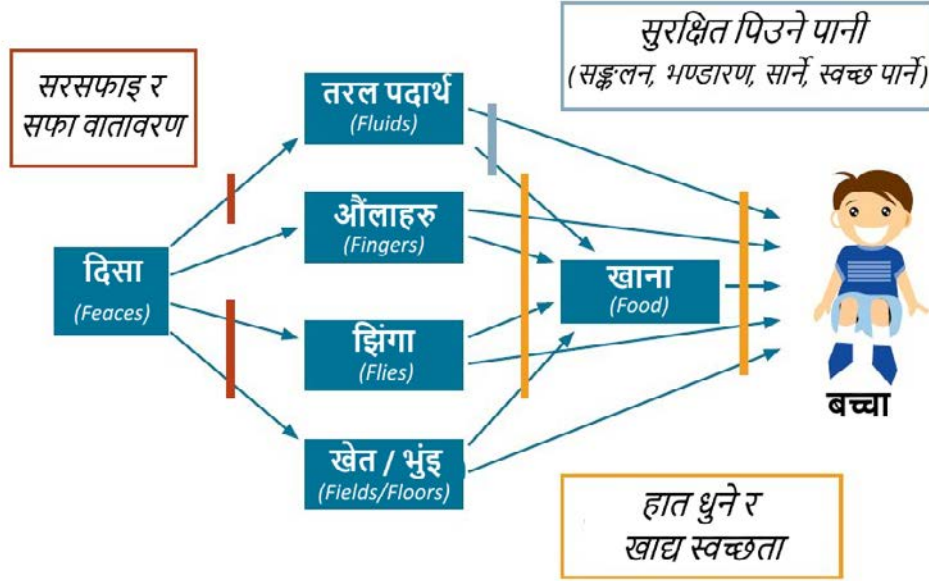 सरसफाइ र
सफा वातावरण
सुरक्षित पिउने पानी
(सङ्कलन, भण्डारण, सार्ने, स्वच्छ पार्ने)
तरल पदार्थ
(Fluids)
औंलाहरु
(Fingers)
दिसा
(Feaces)
खाना
(Food)
झिंगा
(Flies)
खेत / भुंइ
(Fields/Floors)
बच्चा
हात धुने र
खाद्य स्वच्छता